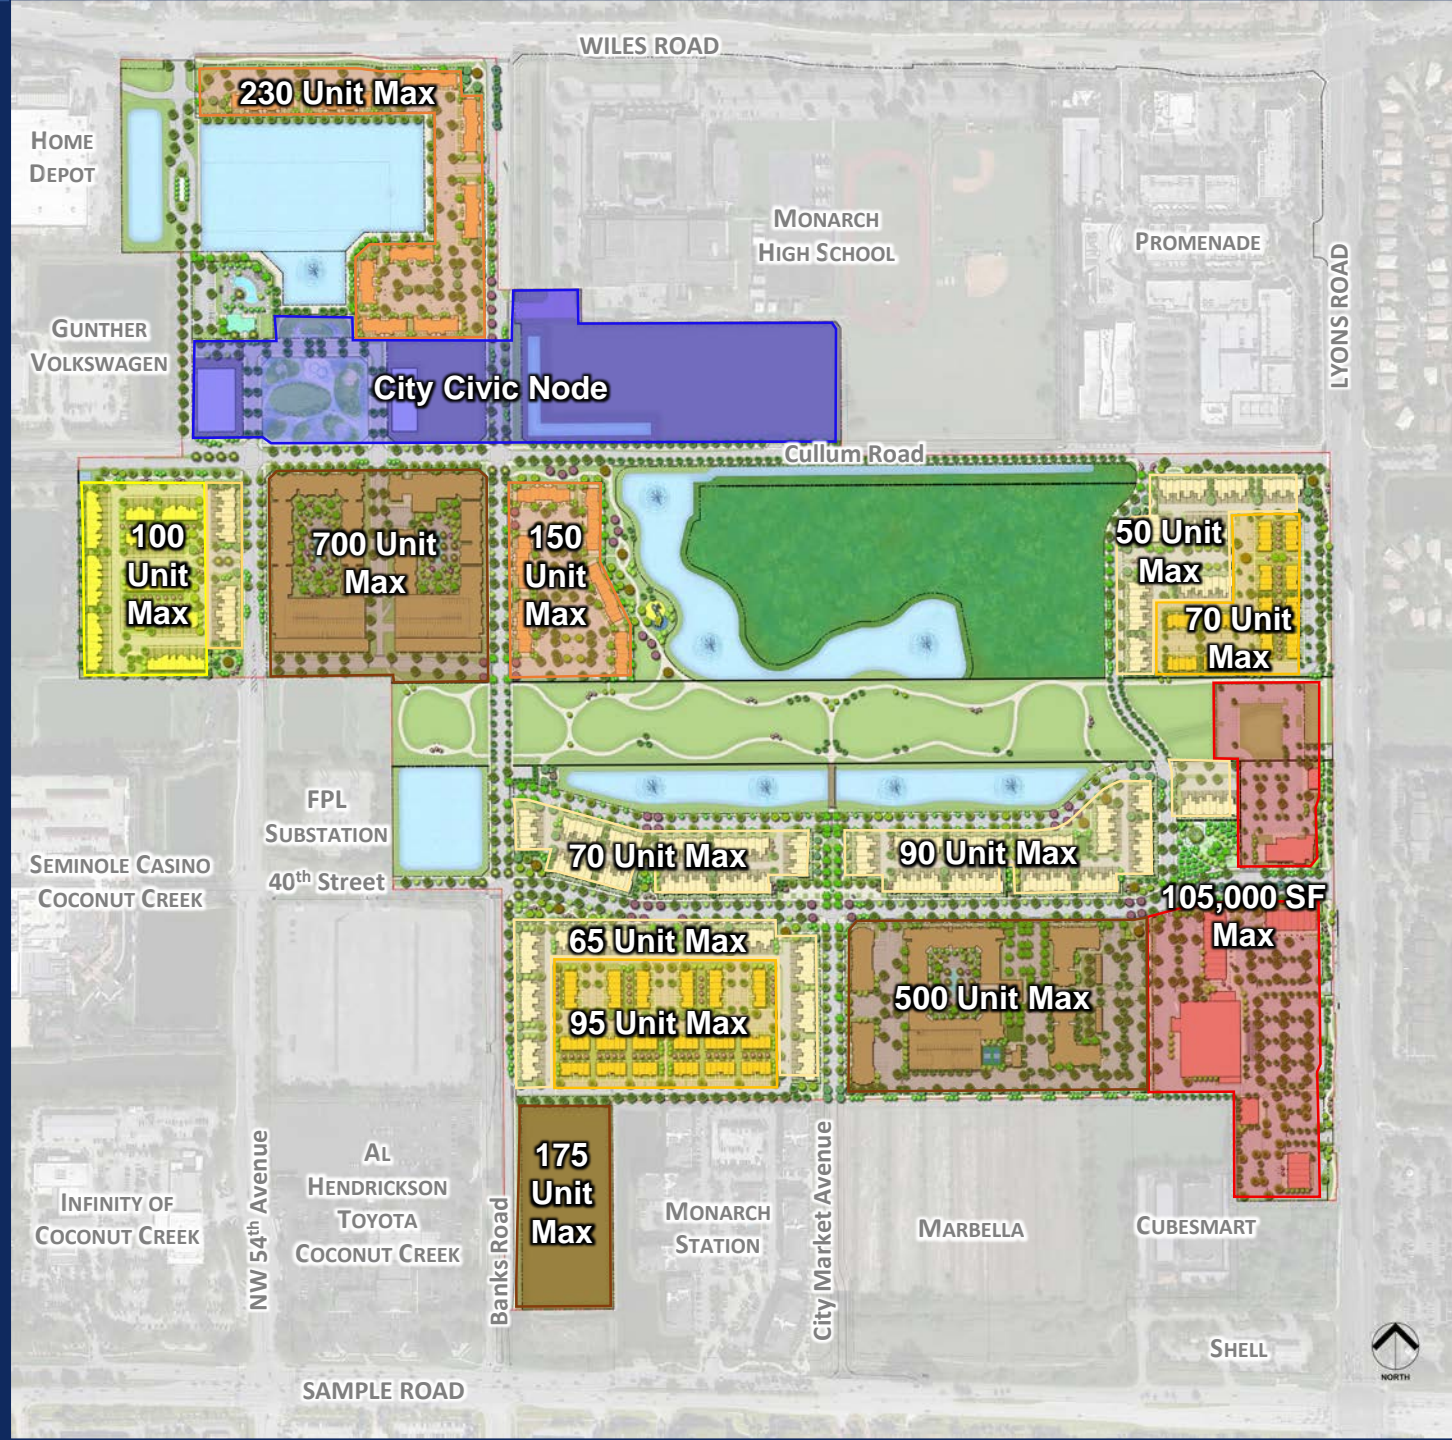 WILES ROAD
230 Unit Max
HOME
DEPOT
MONARCH
HIGH SCHOOL
PROMENADE
LYONS ROAD
GUNTHER
VOLKSWAGEN
City Civic Node
Cullum Road
100
Unit
Max
700 Unit
Max
150
Unit
Max
50 Unit
Max
70 Unit
Max
FPL
SUBSTATION
40th Street
SEMINOLE CASINO
COCONUT CREEK
70 Unit Max
90 Unit Max
105,000 SF
Max
65 Unit Max
95 Unit Max
500 Unit Max
175
Unit
Max
NW 54th Avenue
AL
HENDRICKSON
TOYOTA
COCONUT CREEK
INFINITY OF
COCONUT CREEK
Banks Road
MONARCH
STATION
City Market Avenue
MARBELLA
CUBESMART
SHELL
NORTH
SAMPLE ROAD